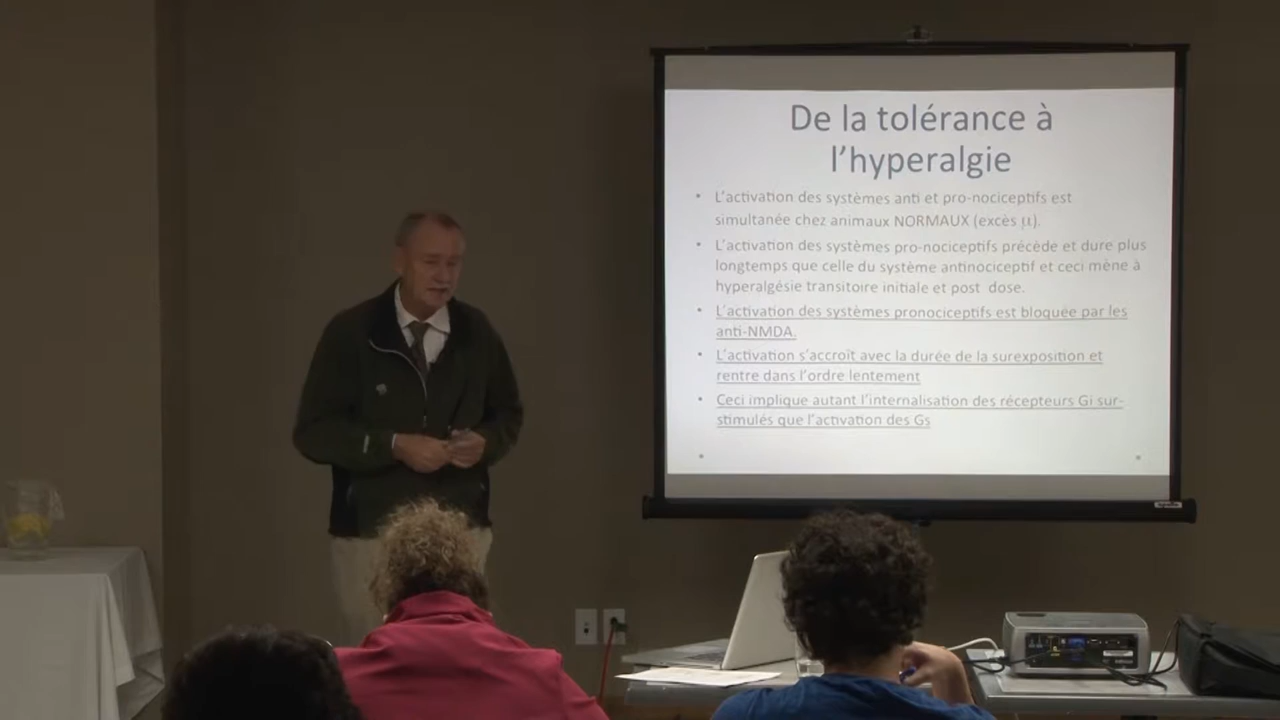 De la tolérance à
l'hyperalgie
• L'activation des systèmes anti et pro-nociceptifs est
simultanée chez animaux NORMAUX (excès µ).
• L'activation des systèmes pro-nociceptifs précède et dure plus
longtemps que celle du système antinociceptif et ceci mène à
hyperalgésie transitoire initiale et post dose.
• L'activation des systèmes pronociceptifs est bloquée par les
anti-NMDA.
• L'activation s'accroît avec la durée de la surexposition et
rentre dans l'ordre lentement
• Ceci implique autant l'internalisation des récepteurs Gi sur-
stimulés que l'activation des Gs